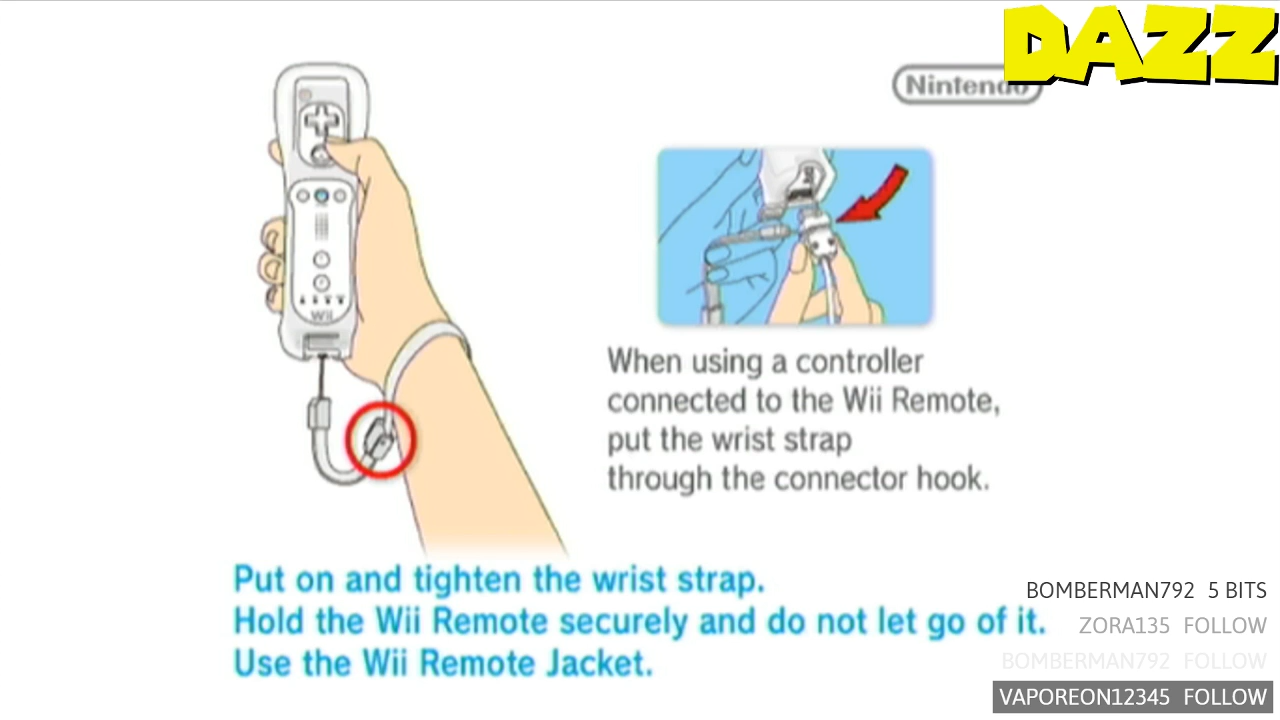 DAZZ
Nintendo
Wii
When using a controller
connected to the Wii Remote,
put the wrist strap
through the connector hook.
Put on and tighten the wrist strap.
Hold the Wii Remote securely and do not let go of it.
Use the Wii Remote Jacket.
BOMBERMAN792 5 BITS
ZORA135 FOLLOW
BOMBERMAN792 FOLLOW
VAPOREON12345 FOLLOW